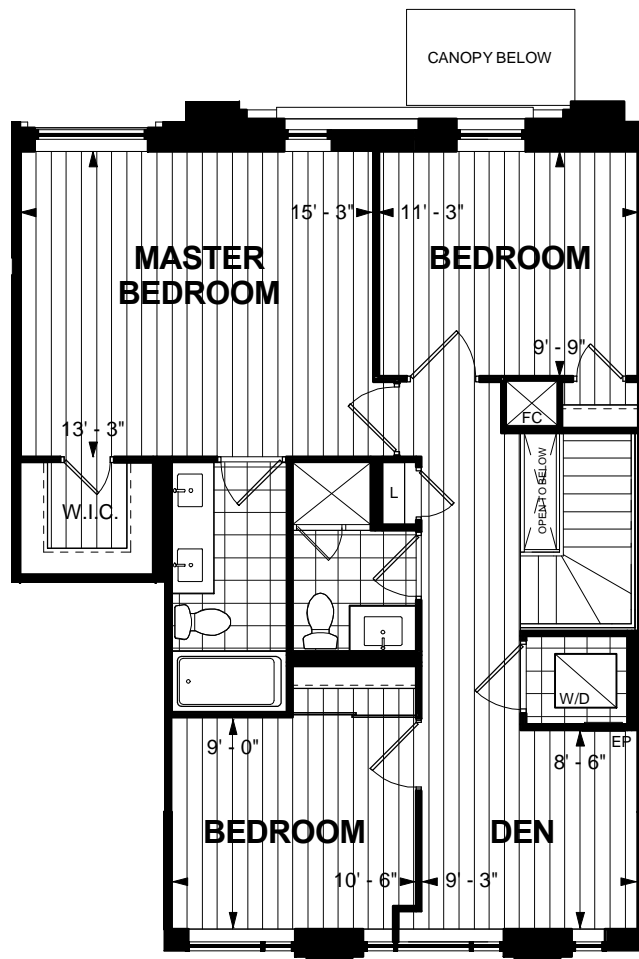 CANOPY BELOW
15' - 3"
11' - 3"
MASTER
BEDROOM
BEDROOM
9' - 9"
13' - 3"
FC
W.I.C.
L
OPEN TO BELOW
W/D
EP
9' - 0"
8' - 6"
BEDROOM
DEN
10' - 6"
9' - 3"